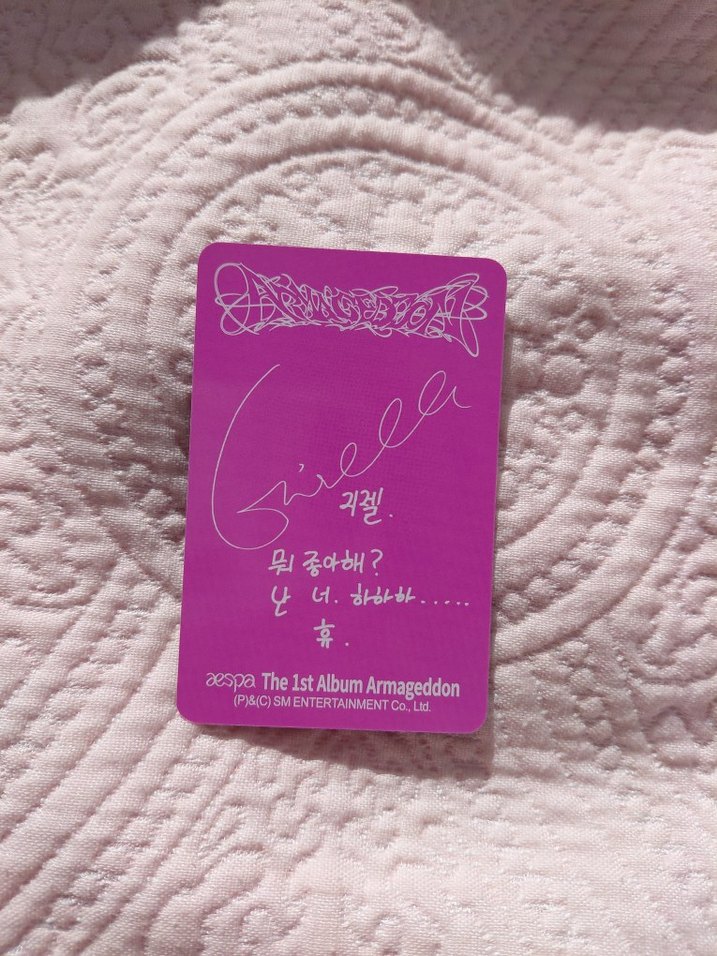 ARMAGEDDON
Giselle
지젤.
뭐 좋아해?
난 너. 하하하.....
휴.
aespa The 1st Album Armageddon
(P)&(C) SM ENTERTAINMENT Co., Ltd.